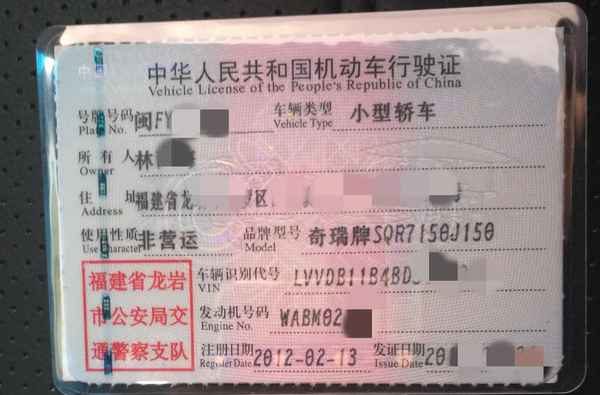 中华人民共和国机动车行驶证
Vehicle License of the People's Republic of China
号牌号码 闽FY 车辆类型 小型轿车
Plate No. Vehicle Type
所有人 林
Owner
住址 福建省龙 区
Address
使用性质 非营运 品牌型号 奇瑞牌SQR7150J150
Use Character Model
福建省龙岩 车辆识别代号 LVVDB11B4BD
VIN
市公安局交 发动机号码 WABM02
Engine No.
通警察支队 注册日期 2012-02-13 发证日期 20
Register Date Issue Date